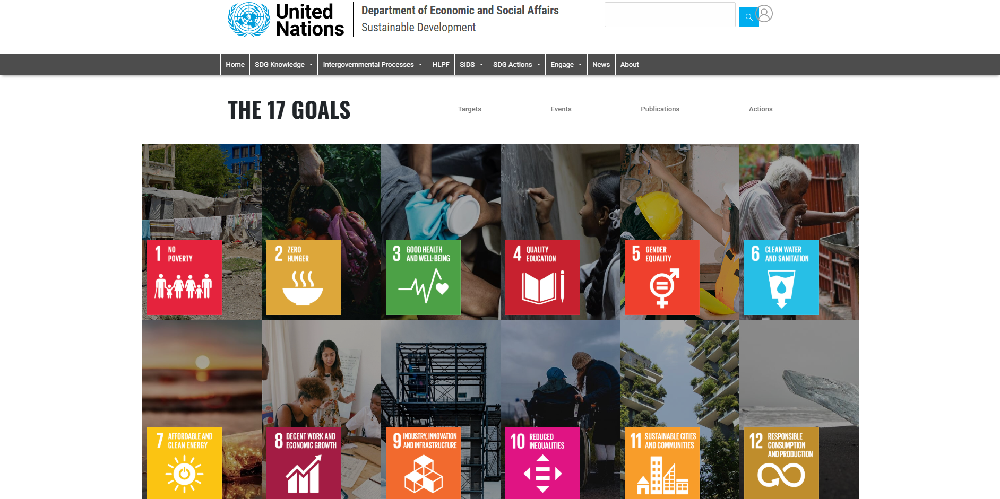 United
Nations
Department of Economic and Social Affairs
Sustainable Development
Home
SDG Knowledge
Intergovernmental Processes
HLPF
SIDS
SDG Actions
Engage
News
About
THE 17 GOALS
Targets
Events
Publications
Actions
1 NO
POVERTY
2 ZERO
HUNGER
3 GOOD HEALTH
AND WELL-BEING
4 QUALITY
EDUCATION
5 GENDER
EQUALITY
6 CLEAN WATER
AND SANITATION
7 AFFORDABLE AND
CLEAN ENERGY
8 DECENT WORK AND
ECONOMIC GROWTH
9 INDUSTRY, INNOVATION
AND INFRASTRUCTURE
10 REDUCED
INEQUALITIES
11 SUSTAINABLE CITIES
AND COMMUNITIES
12 RESPONSIBLE
CONSUMPTION
AND PRODUCTION